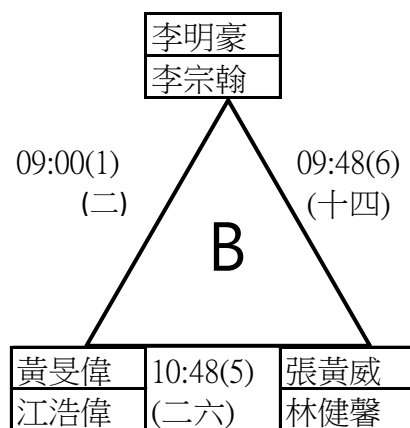 李明豪
李宗翰
09:00(1)
(二)
09:48(6)
(十四)
B
黃旻偉
江浩偉
10:48(5)
(二六)
張黃威
林健馨